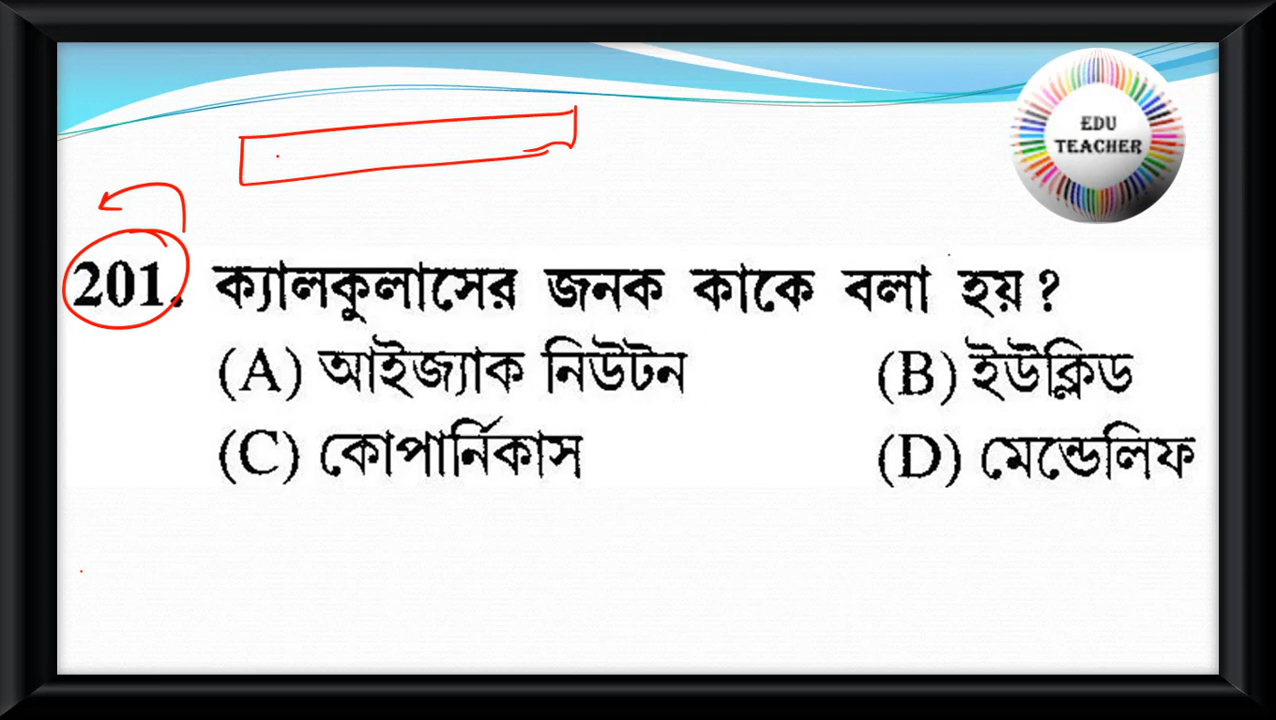 EDU
TEACHER
201. ক্যালকুলাসের জনক কাকে বলা হয় ?
(A) আইজ্যাক নিউটন (B) ইউক্লিড
(C) কোপার্নিকাস (D) মেন্ডেলিফ